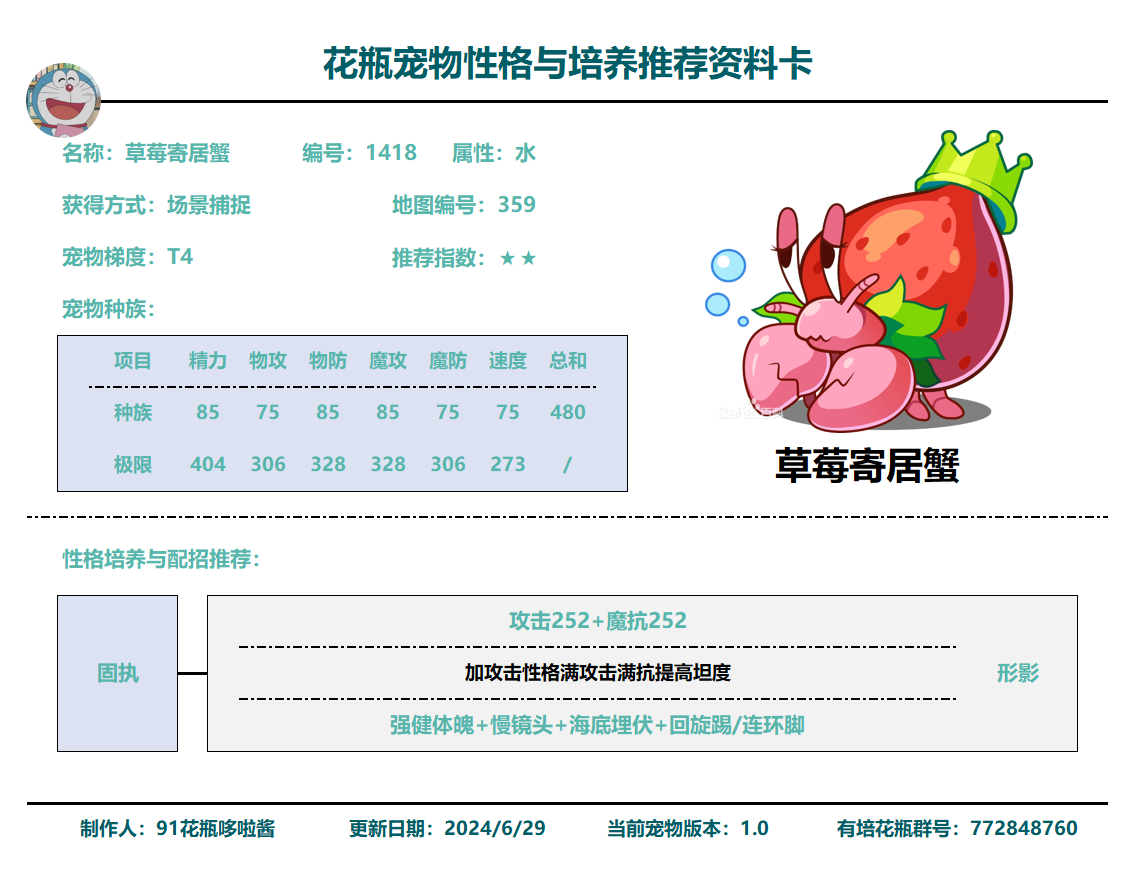 花瓶宠物性格与培养推荐资料卡
名称：草莓寄居蟹 编号：1418 属性：水
获得方式：场景捕捉 地图编号：359
宠物梯度：T4 推荐指数：★★
宠物种族：
项目 精力 物攻 物防 魔攻 魔防 速度 总和
种族 85 75 85 85 75 75 480
极限 404 306 328 328 306 273 /
Baidu百科
草莓寄居蟹
性格培养与配招推荐：
攻击252+魔抗252
固执 加攻击性格满攻击满抗提高坦度 形影
强健体魄+慢镜头+海底埋伏+回旋踢/连环脚
制作人：91花瓶哆啦酱 更新日期：2024/6/29 当前宠物版本：1.0 有培花瓶群号：772848760